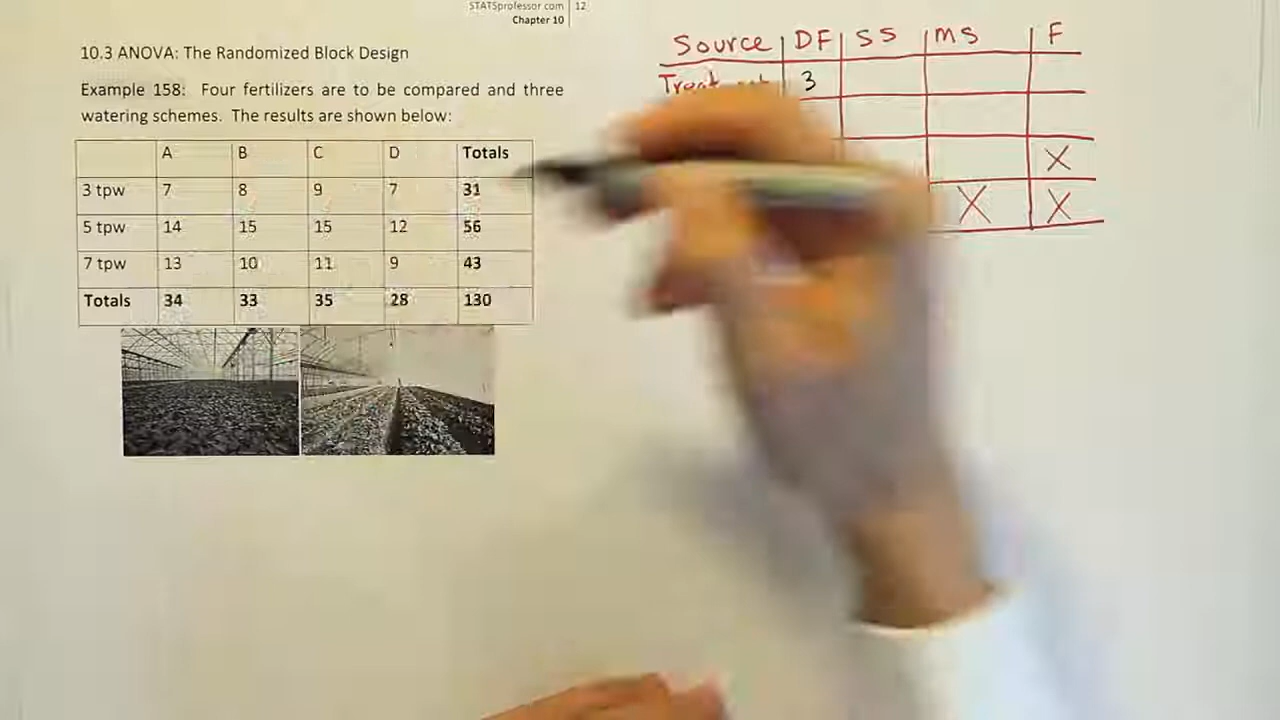 STATSprofessor.com 12
Chapter 10
10.3 ANOVA: The Randomized Block Design
Example 158: Four fertilizers are to be compared and three
watering schemes. The results are shown below:
A B C D Totals
3 tpw 7 8 9 7 31
5 tpw 14 15 15 12 56
7 tpw 13 10 11 9 43
Totals 34 33 35 28 130
Source DF SS MS F
3
X
X X